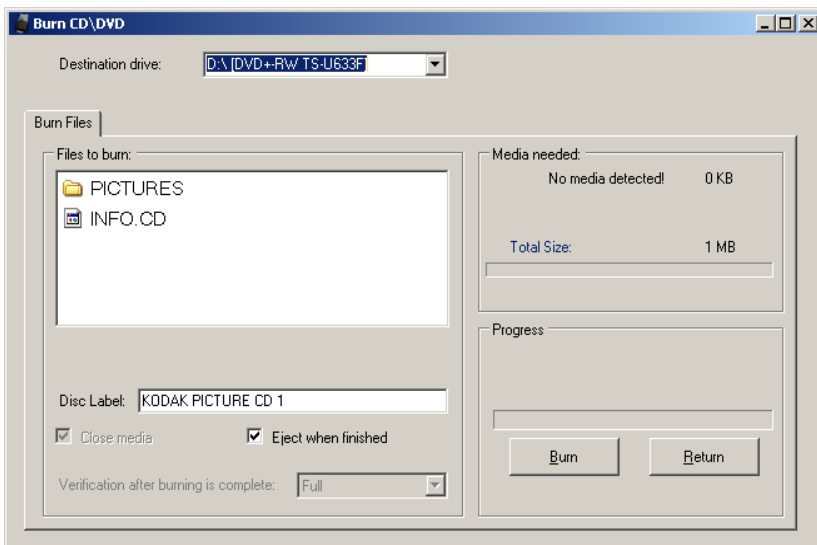 Burn CD\DVD
Destination drive: D:\ [DVD+-RW TS-U633F]
Burn Files
Files to burn:
PICTURES
INFO.CD
Disc Label: KODAK PICTURE CD 1
Close media Eject when finished
Verification after burning is complete: Full
Media needed:
No media detected! 0 KB
Total Size: 1 MB
Progress
Burn Return